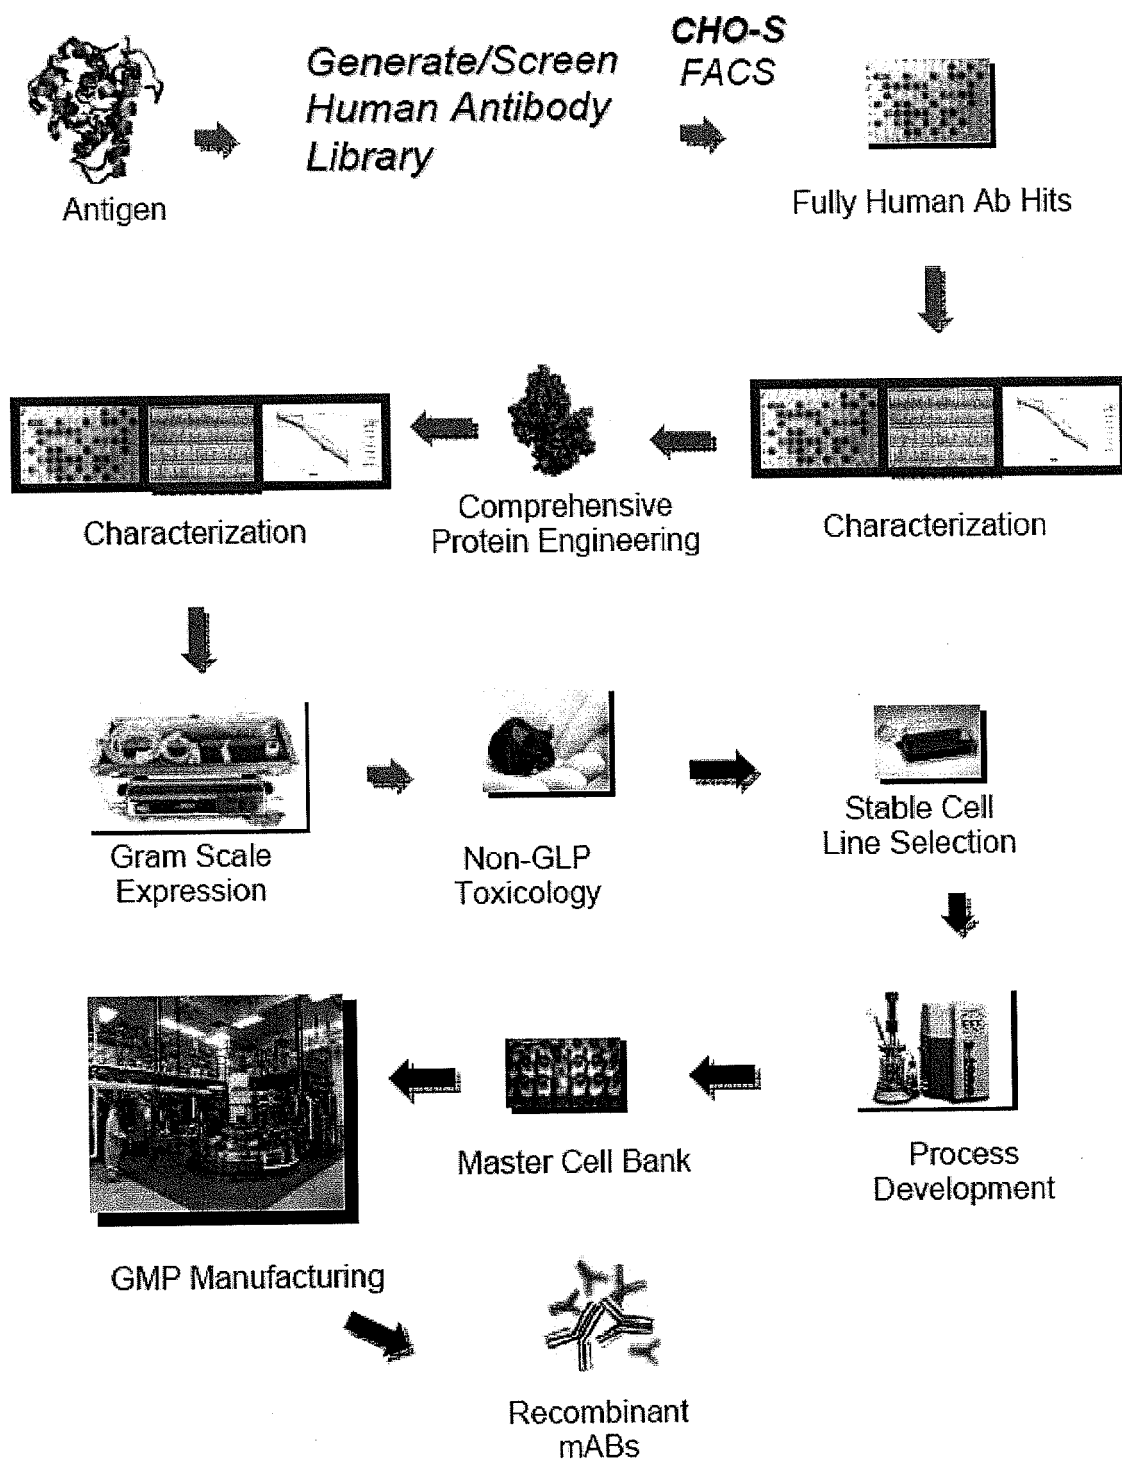 CHO-S
FACS
Generate/Screen
Human Antibody
Library
Antigen
Fully Human Ab Hits
Characterization
Comprehensive
Protein Engineering
Characterization
Gram Scale
Expression
Non-GLP
Toxicology
Stable Cell
Line Selection
Process
Development
Master Cell Bank
GMP Manufacturing
Recombinant
mABs